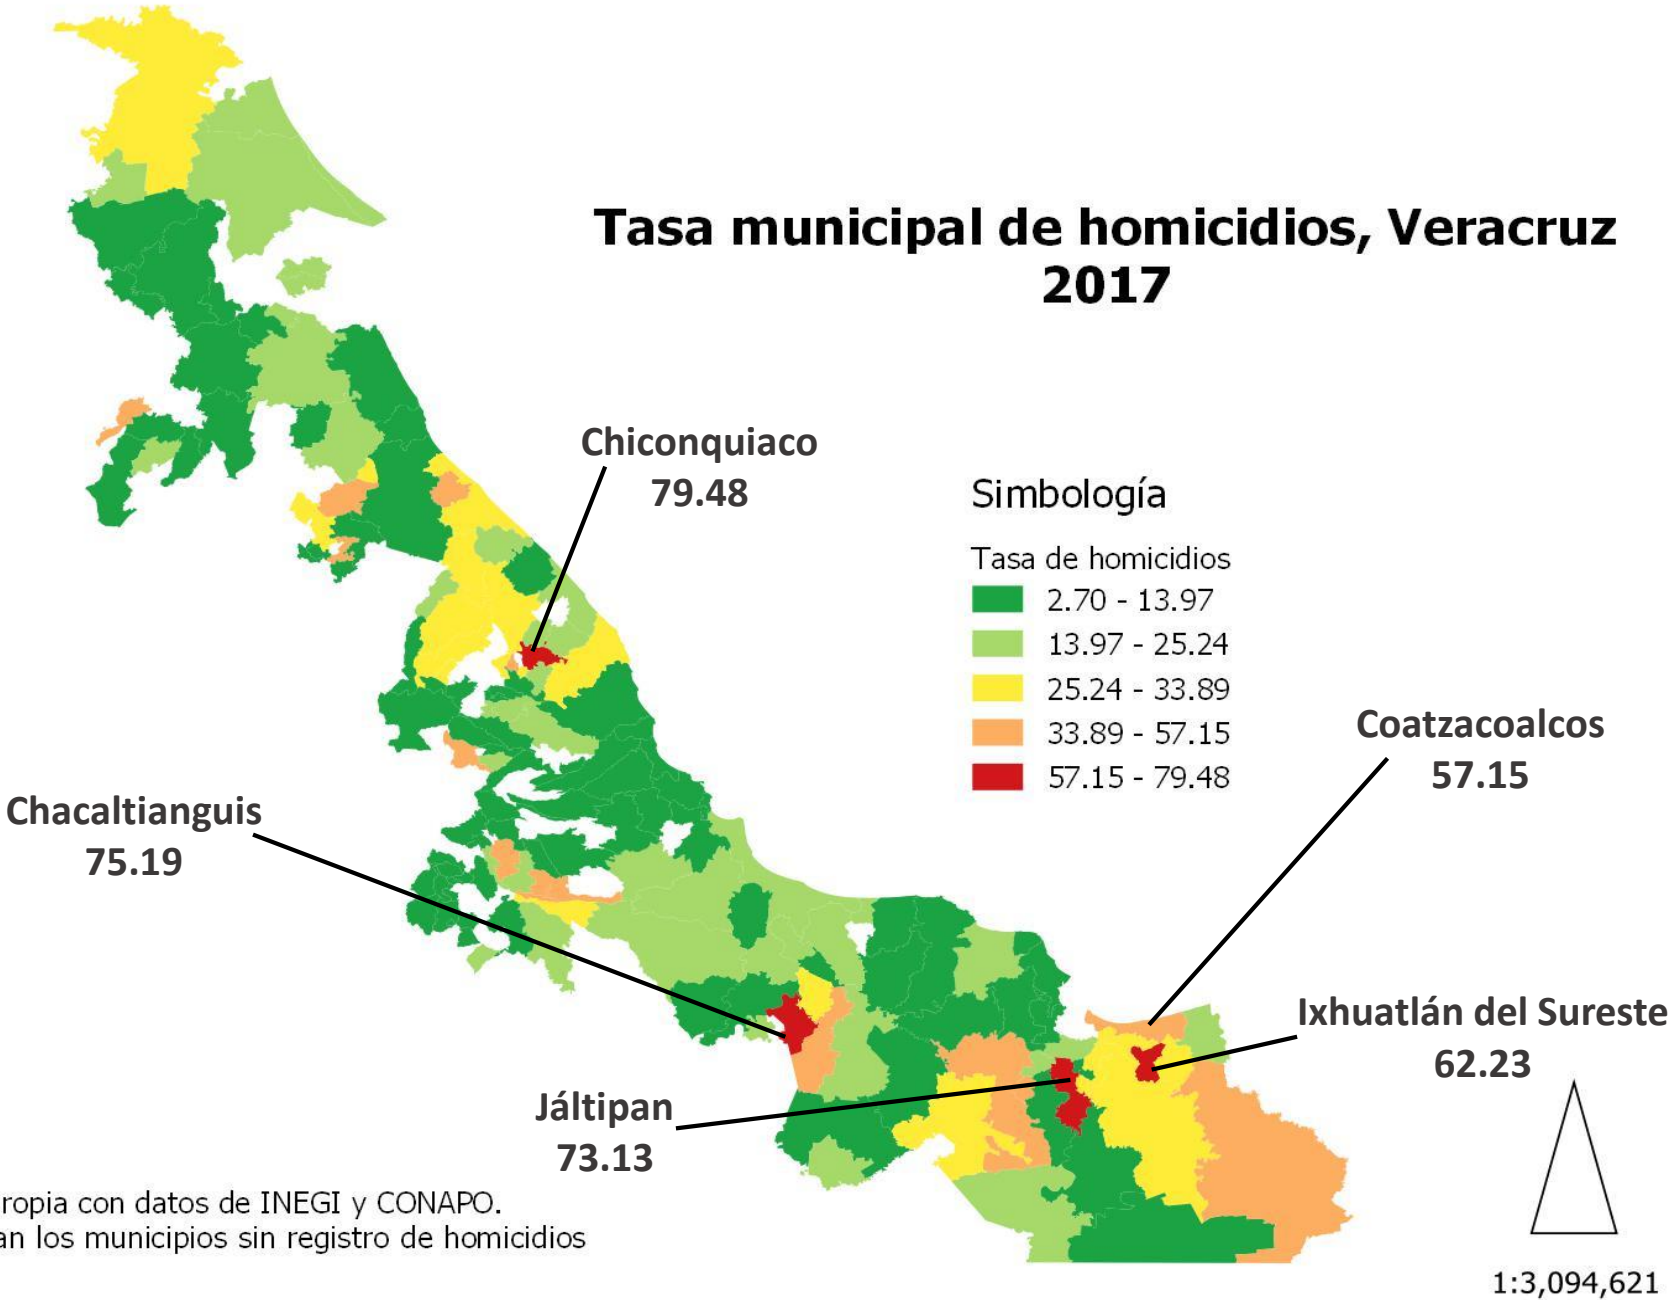 Tasa municipal de homicidios, Veracruz
2017
Chiconquiaco
79.48
Simbología
Tasa de homicidios
2.70 - 13.97
13.97 - 25.24
25.24 - 33.89
33.89 - 57.15
57.15 - 79.48
Coatzacoalcos
57.15
Chacaltianguis
75.19
Ixhuatlán del Sureste
62.23
Jáltipan
73.13
ropia con datos de INEGI y CONAPO.
an los municipios sin registro de homicidios
1:3,094,621